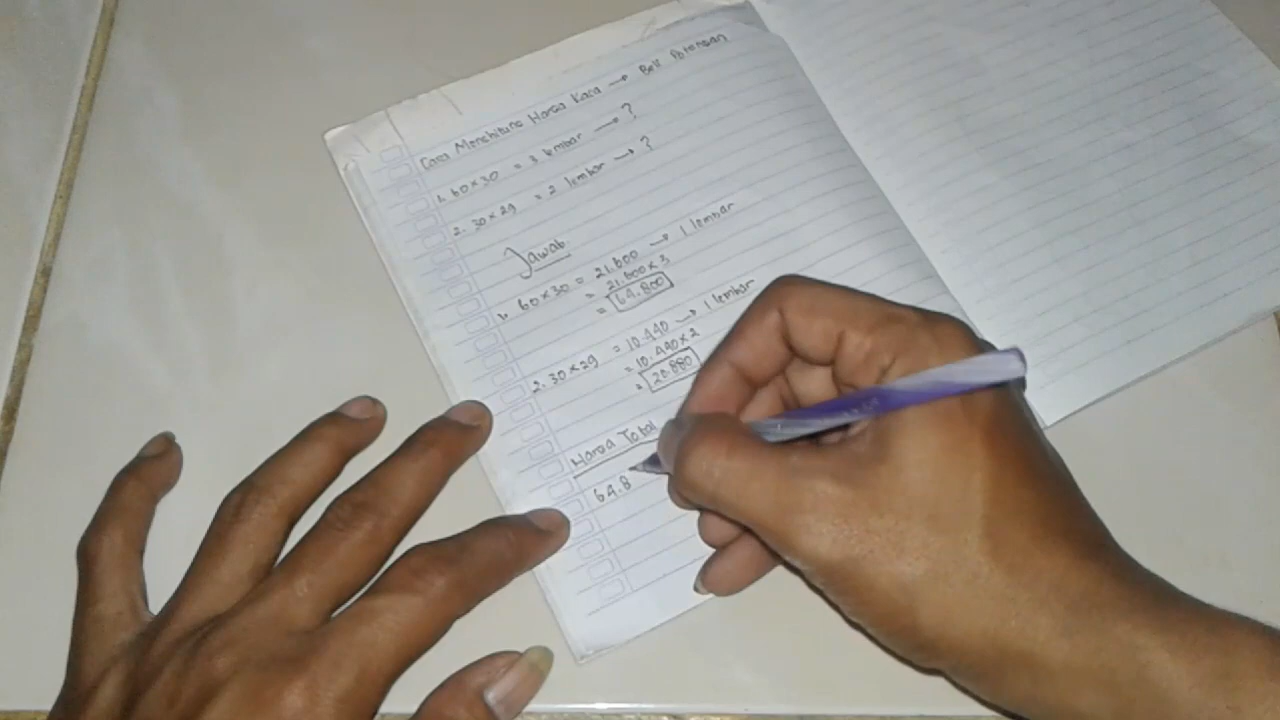 Cara Menghitung Harga Kaca → Beli Potongan
1. 60 x 30 = 3 lembar → ?
2. 30 x 29 = 2 lembar → ?
Jawab
1. 60 x 30 = 21.600 → 1 lembar
= 21.600 x 3
= 64.800
2. 30 x 29 = 10.440 → 1 lembar
= 10.440 x 2
= 20.880
Harga Total
64.8